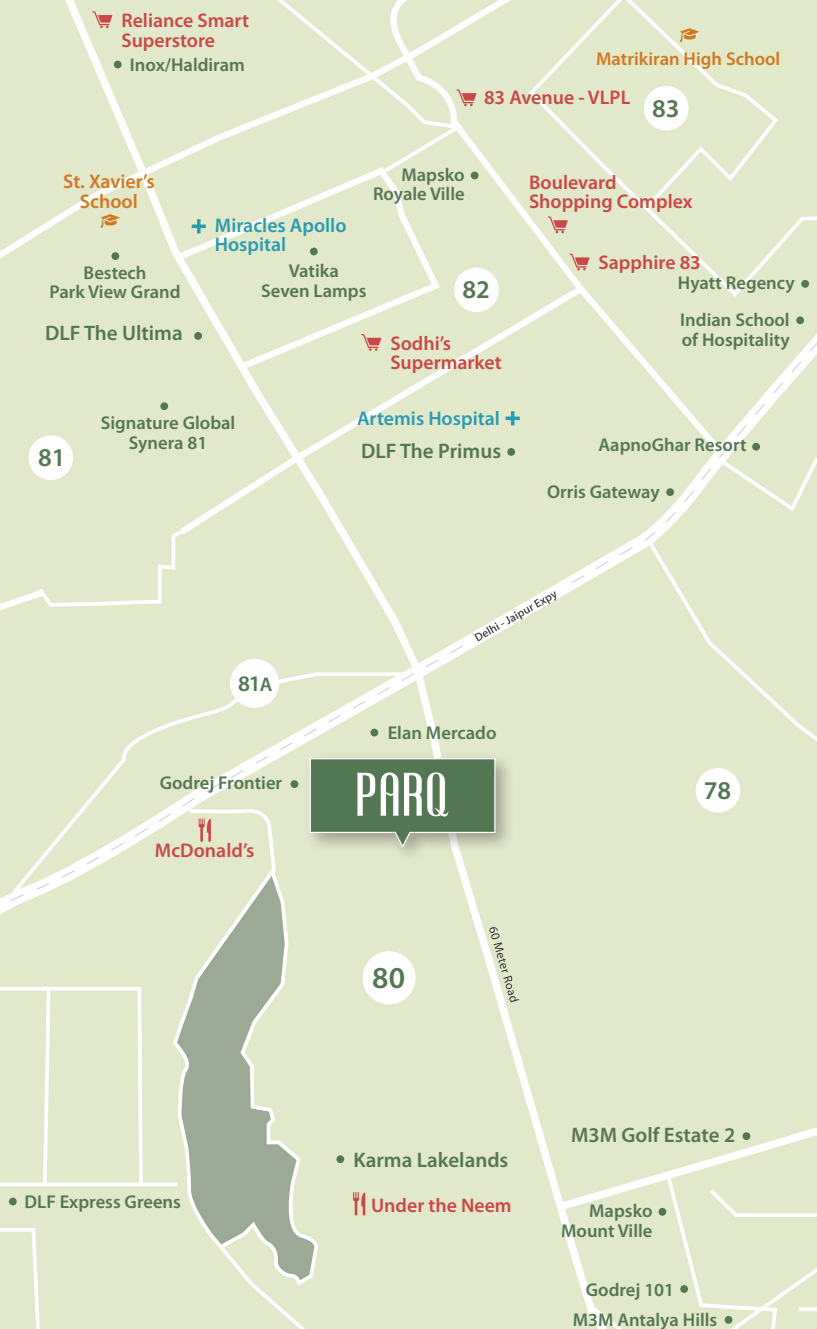 Reliance Smart
Superstore
Inox/Haldiram
Matrikiran High School
83 Avenue - VLPL
83
St. Xavier's
School
Mapsko
Royale Ville
Boulevard
Shopping Complex
Miracles Apollo
Hospital
Bestech
Park View Grand
Vatika
Seven Lamps
Sapphire 83
82
Hyatt Regency
DLF The Ultima
Indian School
of Hospitality
Sodhi's
Supermarket
Signature Global
Synera 81
Artemis Hospital
81
DLF The Primus
AapnoGhar Resort
Orris Gateway
Delhi - Jaipur Expy
81A
Elan Mercado
Godrej Frontier
PARQ
78
McDonald's
60 Meter Road
80
M3M Golf Estate 2
Karma Lakelands
DLF Express Greens
Under the Neem
Mapsko
Mount Ville
Godrej 101
M3M Antalya Hills